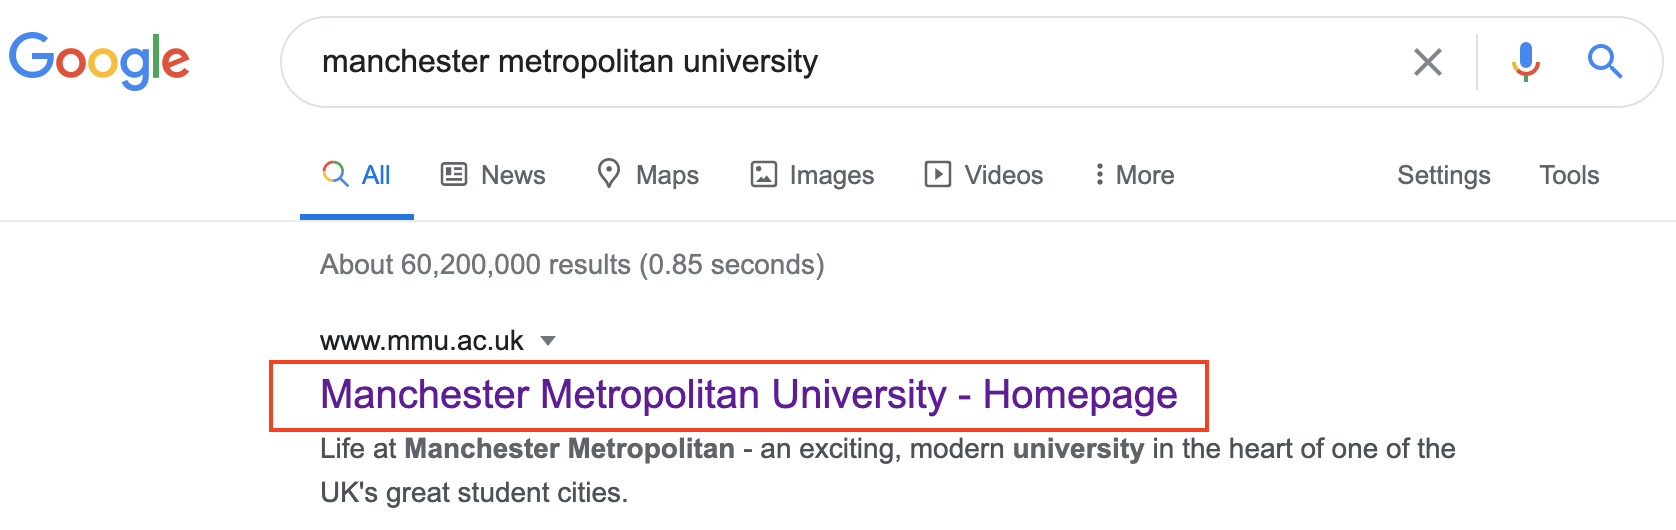 Google
manchester metropolitan university
All News Maps Images Videos More Settings Tools
About 60,200,000 results (0.85 seconds)
www.mmu.ac.uk
Manchester Metropolitan University - Homepage
Life at Manchester Metropolitan - an exciting, modern university in the heart of one of the
UK's great student cities.